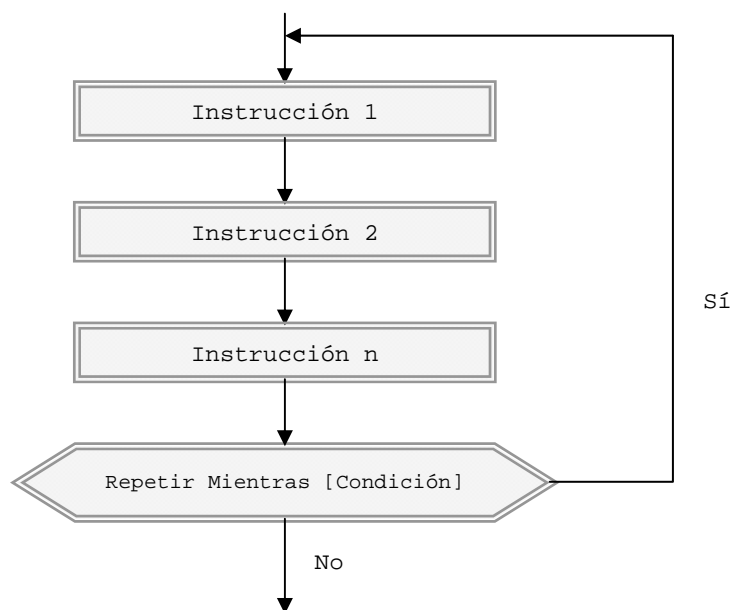 Instrucción 1
Instrucción 2
Sí
Instrucción n
Repetir Mientras [Condición]
No